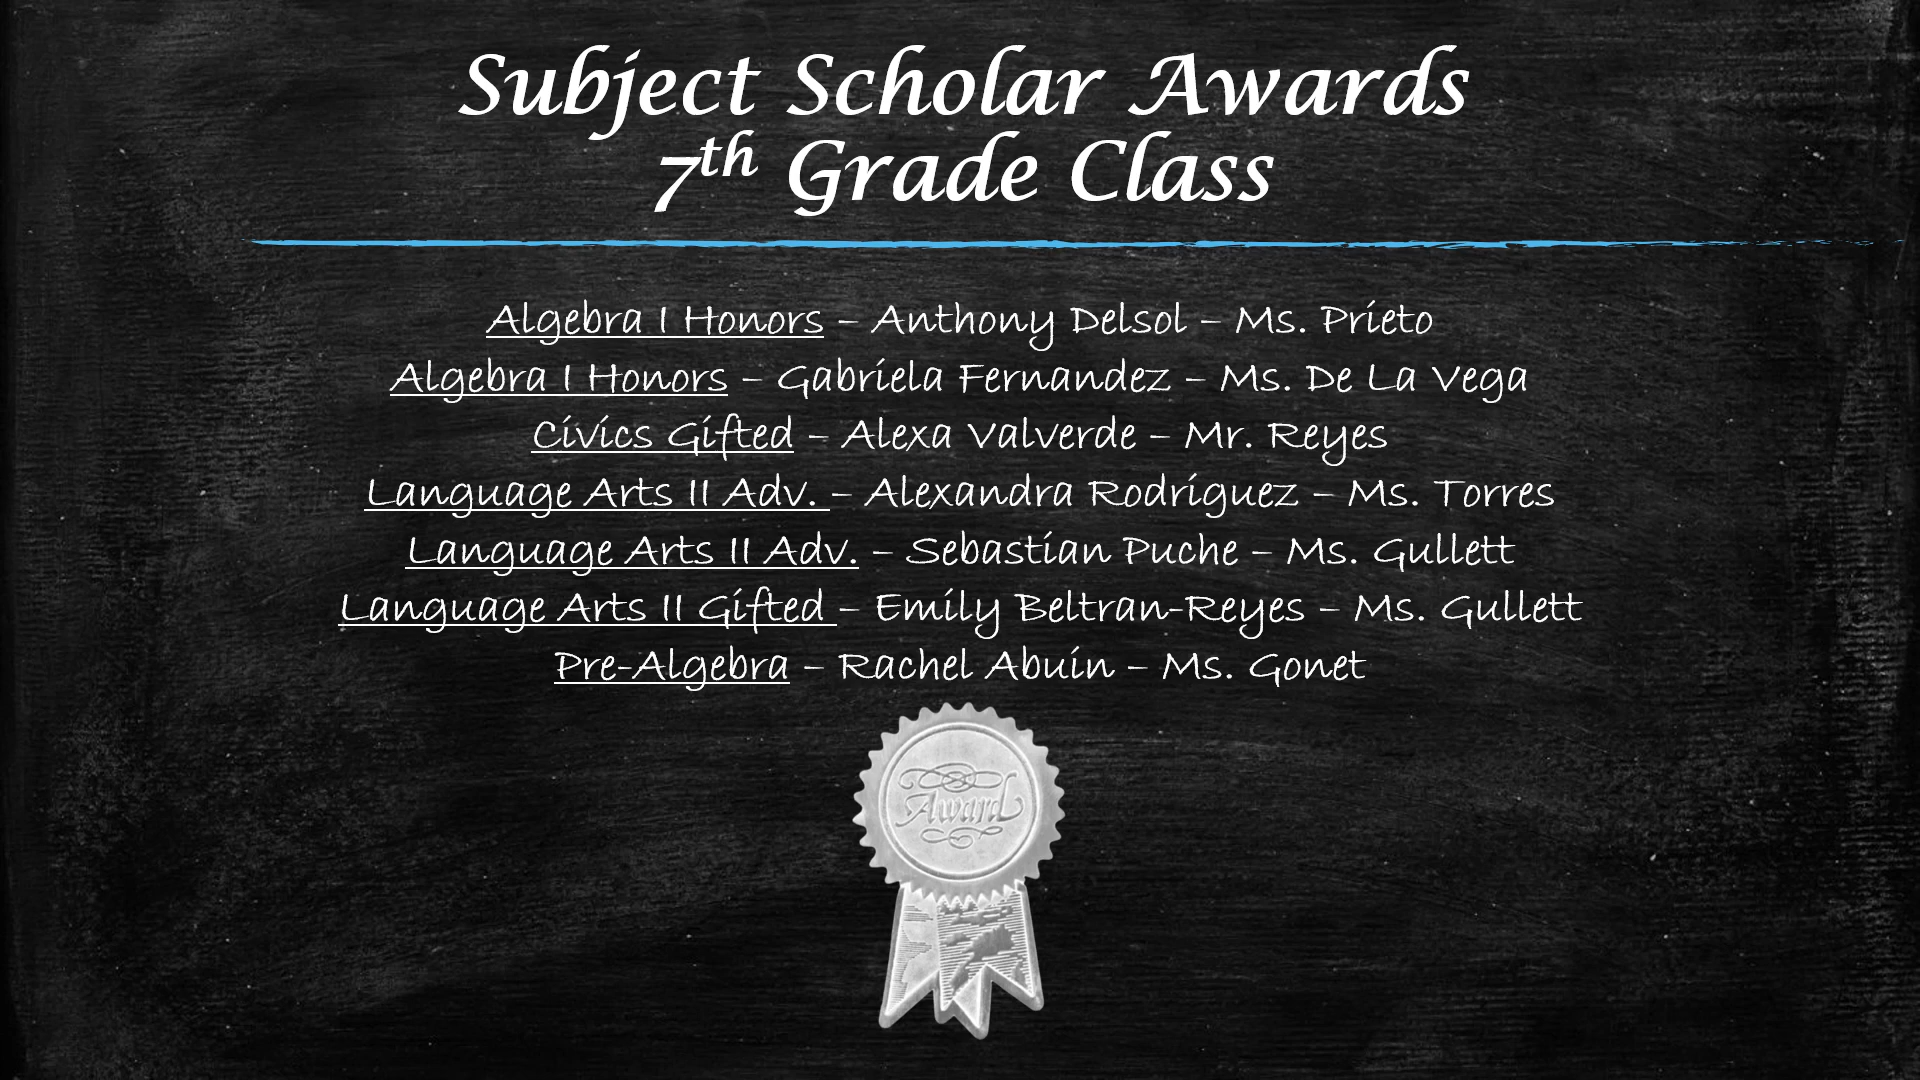 Subject Scholar Awards
7th Grade Class
Algebra I Honors – Anthony Delsol – Ms. Prieto
Algebra I Honors – Gabriela Fernandez – Ms. De La Vega
Civics Gifted – Alexa Valverde – Mr. Reyes
Language Arts II Adv. – Alexandra Rodriguez – Ms. Torres
Language Arts II Adv. – Sebastian Puche – Ms. Gullett
Language Arts II Gifted – Emily Beltran-Reyes – Ms. Gullett
Pre-Algebra – Rachel Abuin – Ms. Gonet
Award